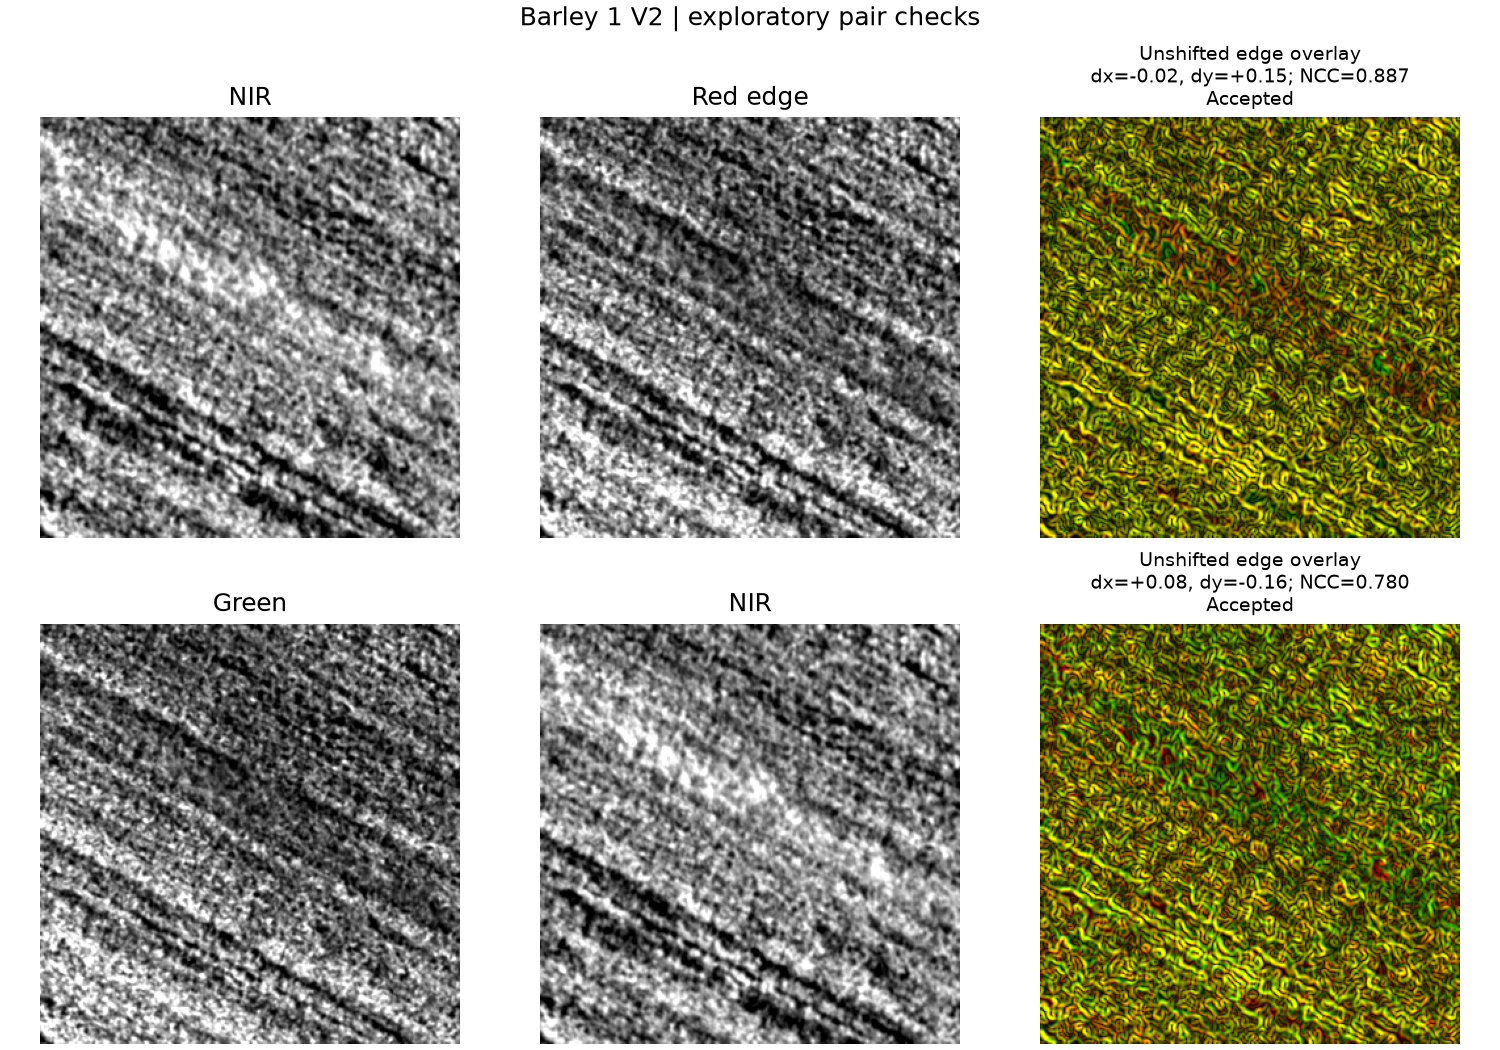 Barley 1 V2 | exploratory pair checks
NIR
Red edge
Unshifted edge overlay
dx=-0.02, dy=+0.15; NCC=0.887
Accepted
Green
NIR
Unshifted edge overlay
dx=+0.08, dy=-0.16; NCC=0.780
Accepted